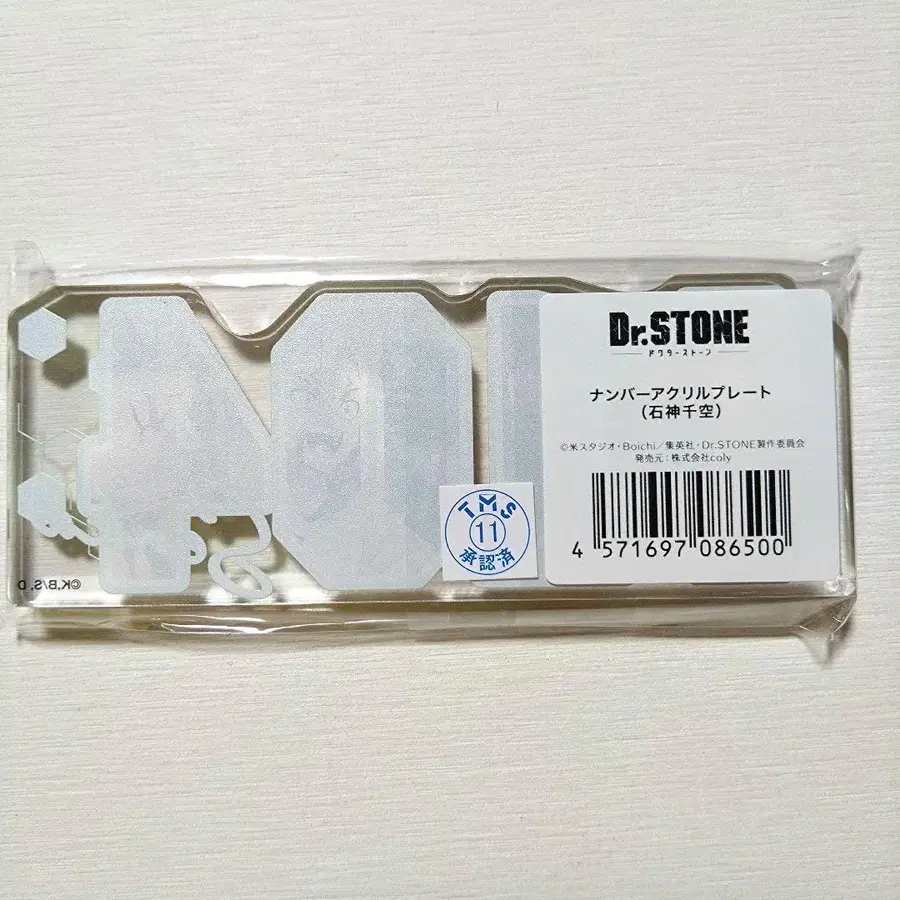 Dr.STONE
ドクターストーン
ナンバーアクリルプレート
(石神千空)
©米スタジオ・Boichi/集英社・Dr.STONE製作委員会
発売元:株式会社coly
4 571697 086500
TMS
11
承認済
©K.B/S, D